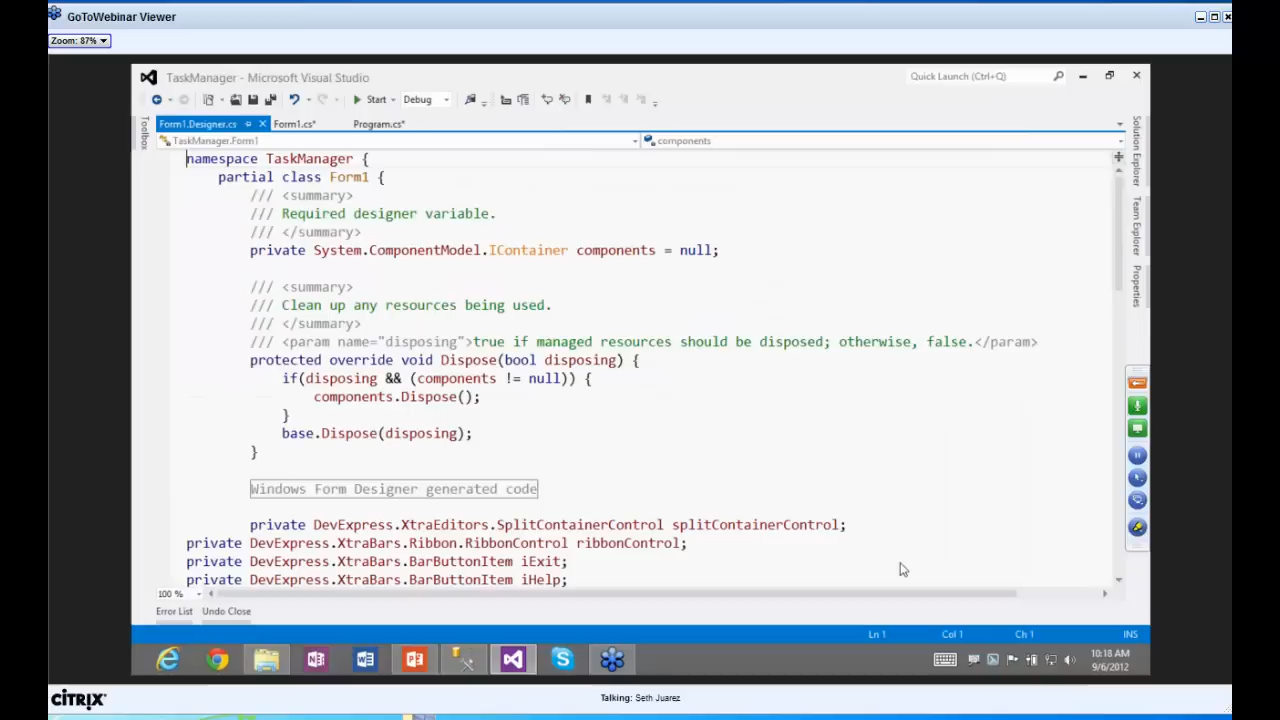 GoToWebinar Viewer
Zoom: 87%
TaskManager - Microsoft Visual Studio
Quick Launch (Ctrl+Q)
Start
Debug
Form1.Designer.cs
Form1.cs*
Program.cs*
TaskManager.Form1
components
Toolbox
Solution Explorer
Team Explorer
Properties
namespace TaskManager {
partial class Form1 {
/// <summary>
/// Required designer variable.
/// </summary>
private System.ComponentModel.IContainer components = null;
/// <summary>
/// Clean up any resources being used.
/// </summary>
/// <param name="disposing">true if managed resources should be disposed; otherwise, false.</param>
protected override void Dispose(bool disposing) {
if(disposing && (components != null)) {
components.Dispose();
}
base.Dispose(disposing);
}
Windows Form Designer generated code
private DevExpress.XtraEditors.SplitContainerControl splitContainerControl;
private DevExpress.XtraBars.Ribbon.RibbonControl ribbonControl;
private DevExpress.XtraBars.BarButtonItem iExit;
private DevExpress.XtraBars.BarButtonItem iHelp;
100 %
Error List
Undo Close
Ln 1
Col 1
Ch 1
INS
10:18 AM
9/6/2012
CITRIX
Talking: Seth Juarez